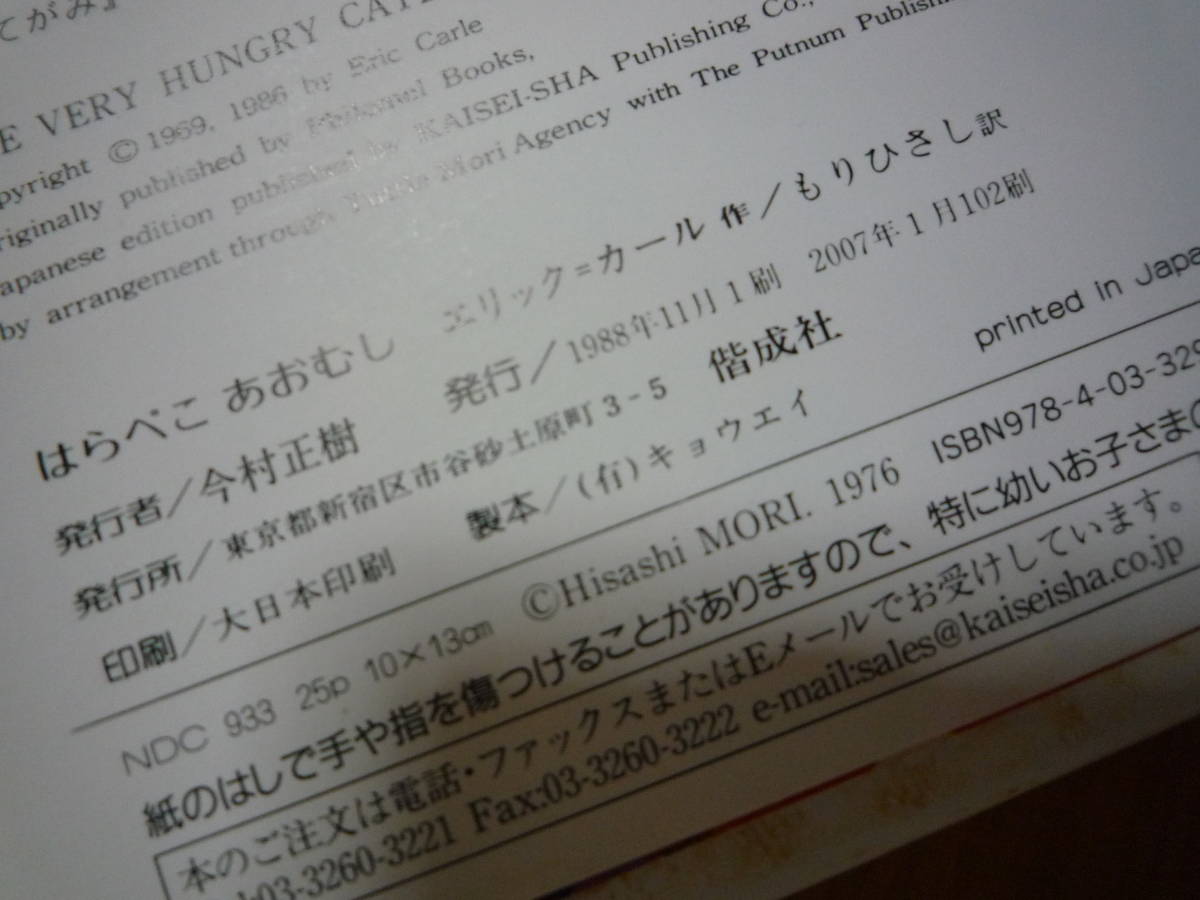 てがみ』
E VERY HUNGRY
opyright © 1969, 1986 by Eric Carle
riginally published by Philomel Books,
apanese edition published by KAISEI-SHA Publishing Co.,
by arrangement through Tuttle Mori Agency with The Putnum
はらぺこ あおむし エリック=カール 作/もりひさし訳
発行者/今村正樹 発行/1988年11月1刷 2007年1月102刷
発行所/東京都新宿区市谷砂土原町3-5 偕成社
印刷/大日本印刷 製本/(有)キョウエイ printed in Japa
NDC 933 25p 10×13㎝ ©Hisashi MORI. 1976 ISBN978-4-03-329
紙のはしで手や指を傷つけることがありますので、特に幼いお子さまの
本のご注文は電話・ファックスまたはEメールでお受けしています。
:03-3260-3221 Fax:03-3260-3222 e-mail:sales@kaiseisha.co.jp